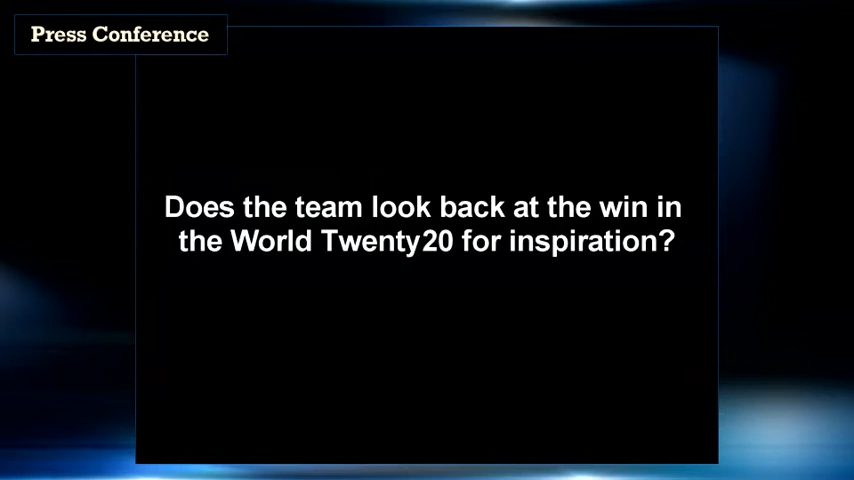 Press Conference
Does the team look back at the win in
the World Twenty20 for inspiration?